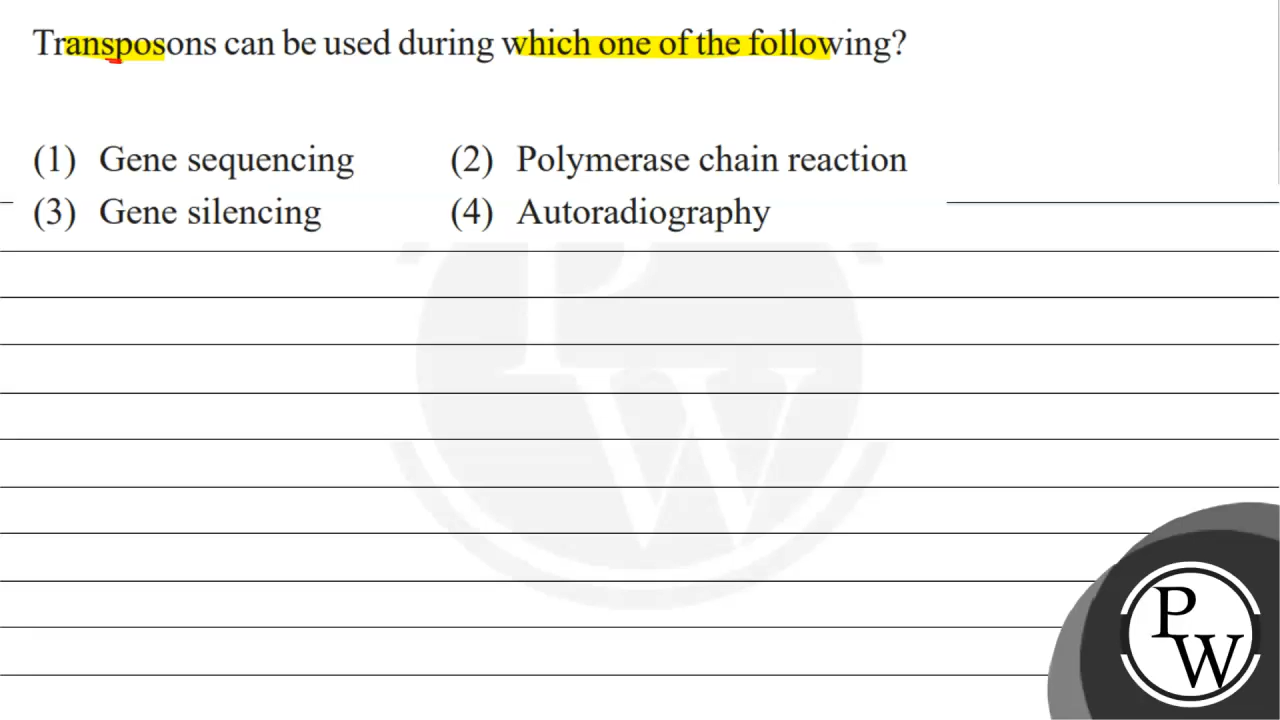 Transposons can be used during which one of the following?
(1) Gene sequencing (2) Polymerase chain reaction
(3) Gene silencing (4) Autoradiography
P
W
P
W